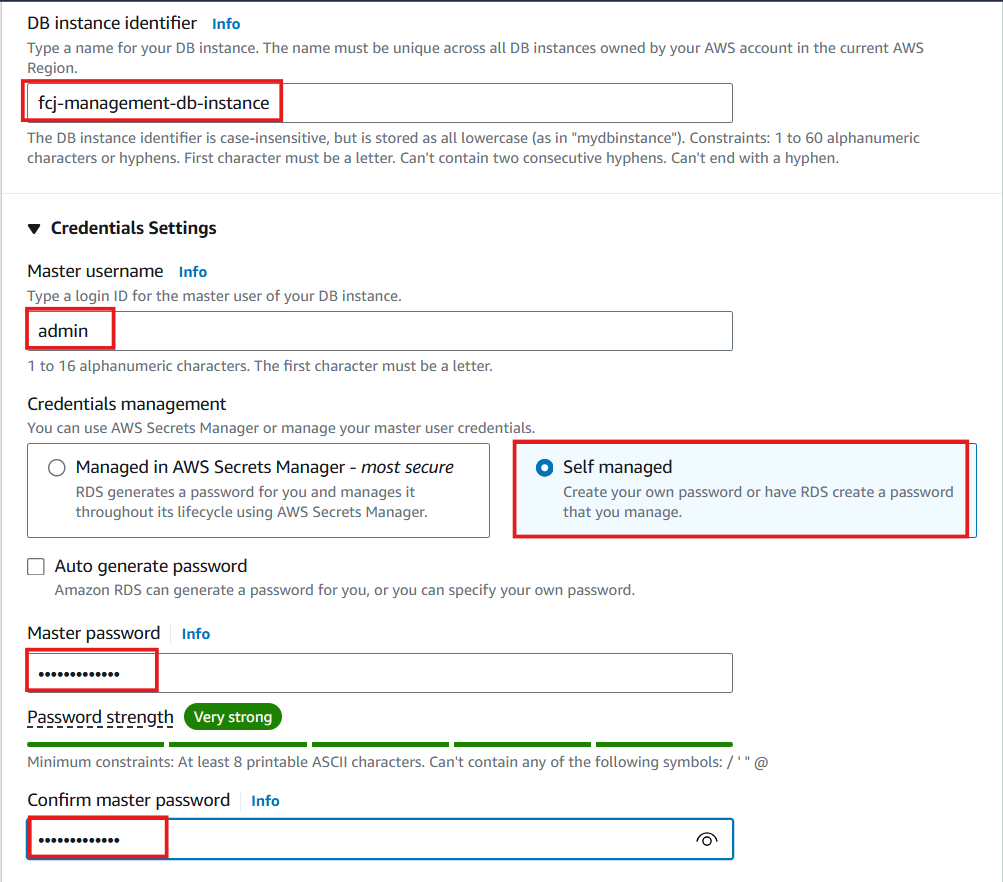 DB instance identifier Info
Type a name for your DB instance. The name must be unique across all DB instances owned by your AWS account in the current AWS
Region.
fcj-management-db-instance
The DB instance identifier is case-insensitive, but is stored as all lowercase (as in "mydbinstance"). Constraints: 1 to 60 alphanumeric
characters or hyphens. First character must be a letter. Can't contain two consecutive hyphens. Can't end with a hyphen.
Credentials Settings
Master username Info
Type a login ID for the master user of your DB instance.
admin
1 to 16 alphanumeric characters. The first character must be a letter.
Credentials management
You can use AWS Secrets Manager or manage your master user credentials.
Managed in AWS Secrets Manager - most secure
RDS generates a password for you and manages it
throughout its lifecycle using AWS Secrets Manager.
Self managed
Create your own password or have RDS create a password
that you manage.
Auto generate password
Amazon RDS can generate a password for you, or you can specify your own password.
Master password Info
•••••••••••••
Password strength Very strong
Minimum constraints: At least 8 printable ASCII characters. Can't contain any of the following symbols: / ' " @
Confirm master password Info
•••••••••••••